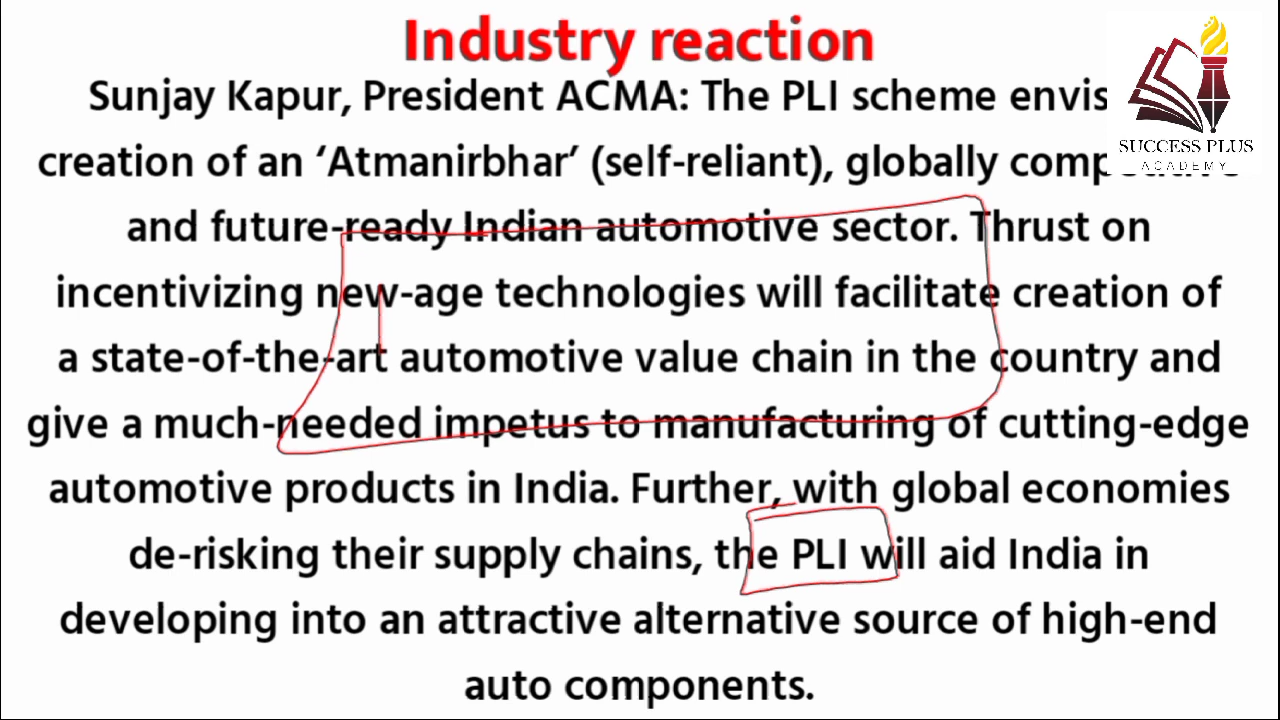 Industry reaction
Sunjay Kapur, President ACMA: The PLI scheme
creation of an ‘Atmanirbhar’ (self-reliant), globally
and future-ready Indian automotive sector. Thrust on
incentivizing new-age technologies will facilitate creation of
a state-of-the-art automotive value chain in the country and
give a much-needed impetus to manufacturing of cutting-edge
automotive products in India. Further, with global economies
de-risking their supply chains, the PLI will aid India in
developing into an attractive alternative source of high-end
auto components.
SUCCESS PLUS
ACADEMY